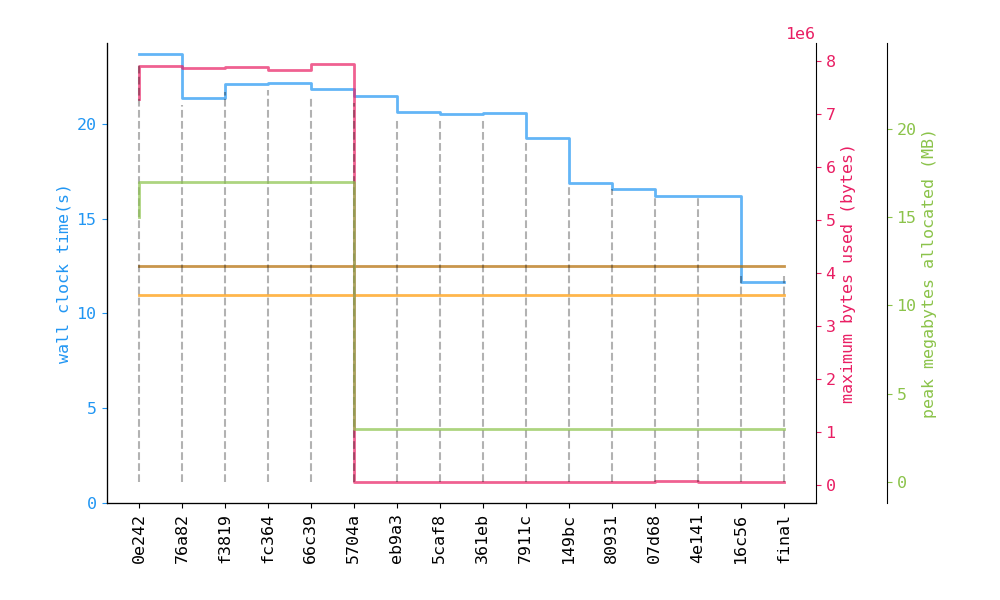 1e6
wall clock time(s)
20
15
10
5
0
8
7
6
5
4
3
2
1
0
maximum bytes used (bytes)
20
15
10
5
0
peak megabytes allocated (MB)
0e242
76a82
f3819
fc364
66c39
5704a
eb9a3
5caf8
361eb
7911c
149bc
80931
07d68
4e141
16c56
final